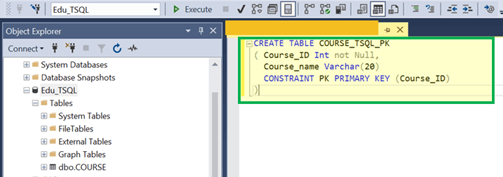 Edu_TSQL
Execute
Object Explorer
Connect
System Databases
Database Snapshots
Edu_TSQL
Tables
System Tables
FileTables
External Tables
Graph Tables
dbo.COURSE
CREATE TABLE COURSE_TSQL_PK
( Course_ID Int not Null,
Course_name Varchar(20)
CONSTRAINT PK PRIMARY KEY (Course_ID)
)